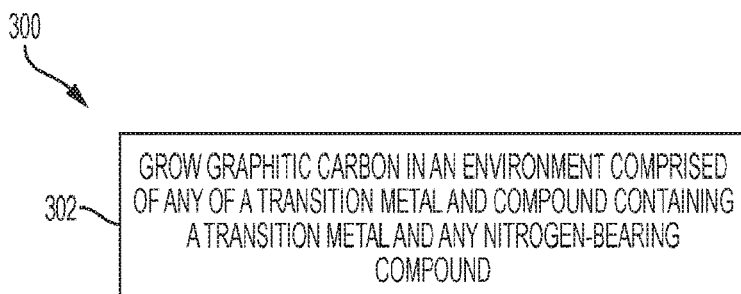 300
302
GROW GRAPHITIC CARBON IN AN ENVIRONMENT COMPRISED
OF ANY OF A TRANSITION METAL AND COMPOUND CONTAINING
A TRANSITION METAL AND ANY NITROGEN-BEARING
COMPOUND